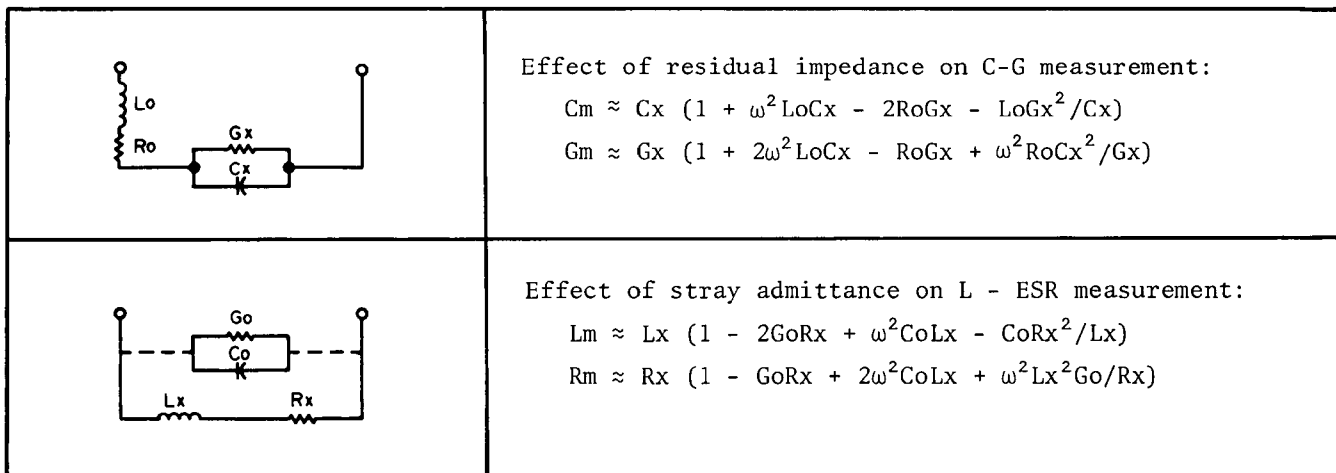 Lo
Ro
Gx
Cx
Effect of residual impedance on C-G measurement:
Cm ≈ Cx (1 + ω²LoCx - 2RoGx - LoGx²/Cx)
Gm ≈ Gx (1 + 2ω²LoCx - RoGx + ω²RoCx²/Gx)
Go
Co
Lx Rx
Effect of stray admittance on L - ESR measurement:
Lm ≈ Lx (1 - 2GoRx + ω²CoLx - CoRx²/Lx)
Rm ≈ Rx (1 - GoRx + 2ω²CoLx + ω²Lx²Go/Rx)